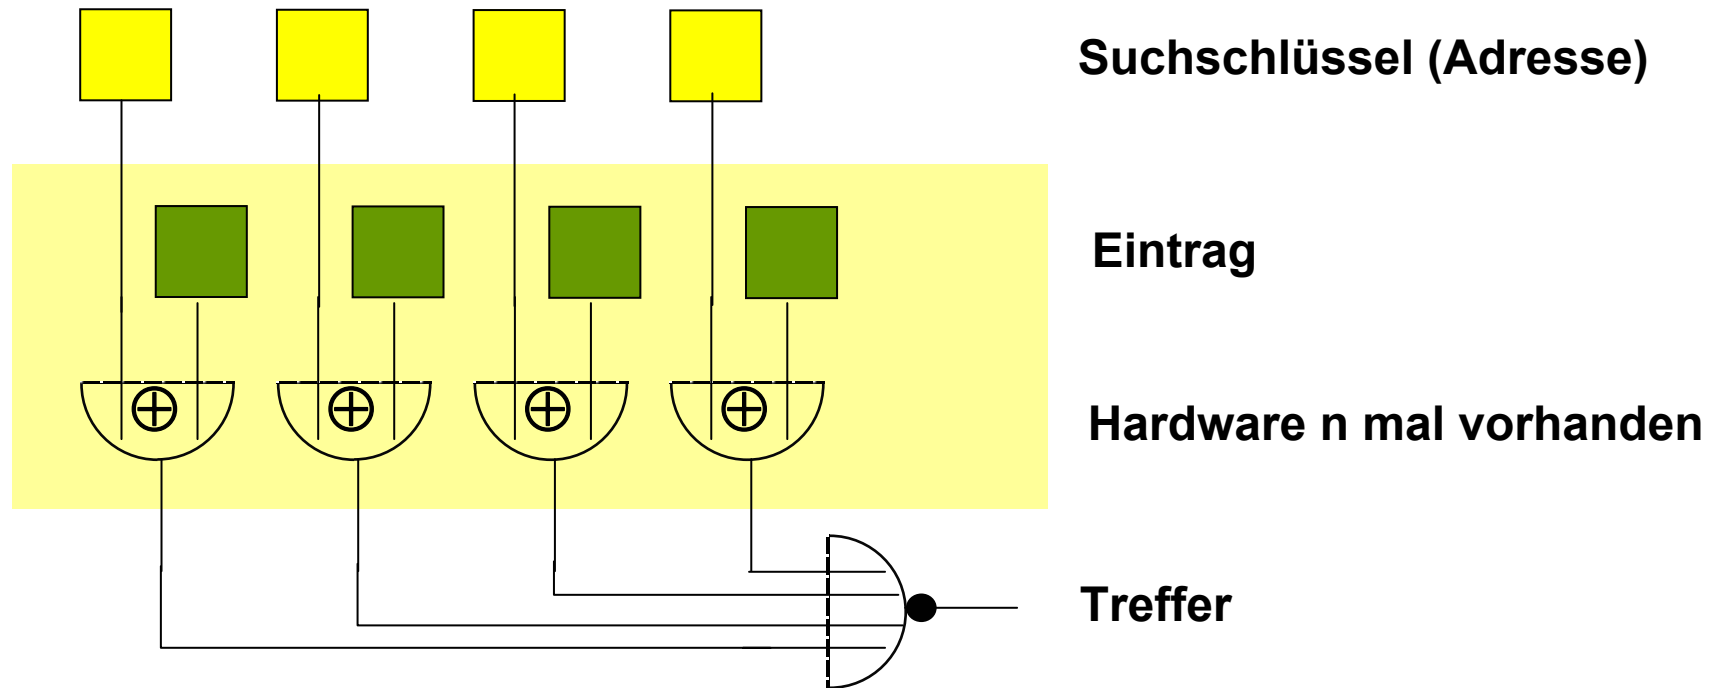 Suchschlüssel (Adresse)
Eintrag
Hardware n mal vorhanden
Treffer